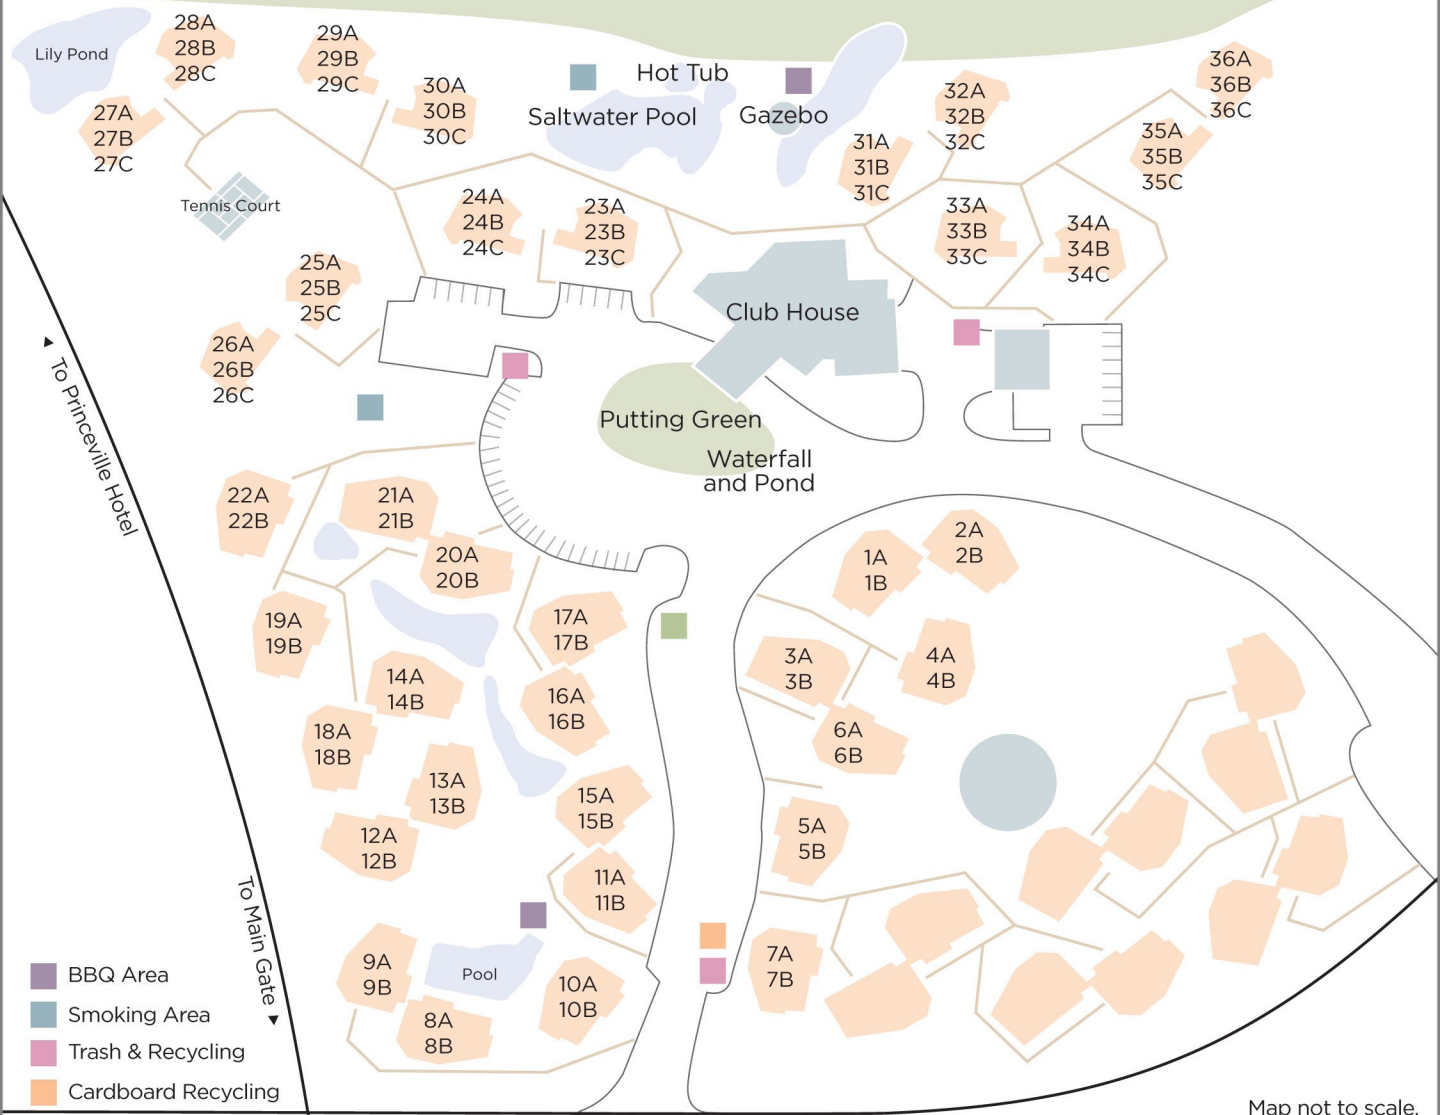 Lily Pond
28A
28B
28C
29A
29B
29C
30A
30B
30C
27A
27B
27C
Hot Tub
Saltwater Pool
Gazebo
31A
31B
31C
32A
32B
32C
36A
36B
36C
35A
35B
35C
Tennis Court
24A
24B
24C
23A
23B
23C
33A
33B
33C
34A
34B
34C
25A
25B
25C
26A
26B
26C
Club House
Putting Green
Waterfall
and Pond
To Princeville Hotel
22A
22B
21A
21B
20A
20B
19A
19B
17A
17B
14A
14B
16A
16B
18A
18B
13A
13B
15A
15B
12A
12B
11A
11B
1A
1B
2A
2B
3A
3B
4A
4B
6A
6B
5A
5B
7A
7B
9A
9B
Pool
10A
10B
8A
8B
To Main Gate
BBQ Area
Smoking Area
Trash & Recycling
Cardboard Recycling
Map not to scale.